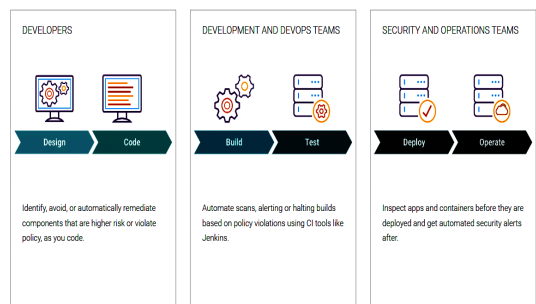 DEVELOPERS
Design
Code
Identify, avoid, or automatically remediate
components that are higher risk or violate
policy, as you code.
DEVELOPMENT AND DEVOPS TEAMS
Build
Test
Automate scans, alerting or halting builds
based on policy violations using CI tools like
Jenkins.
SECURITY AND OPERATIONS TEAMS
Deploy
Operate
Inspect apps and containers before they are
deployed and get automated security alerts
after.